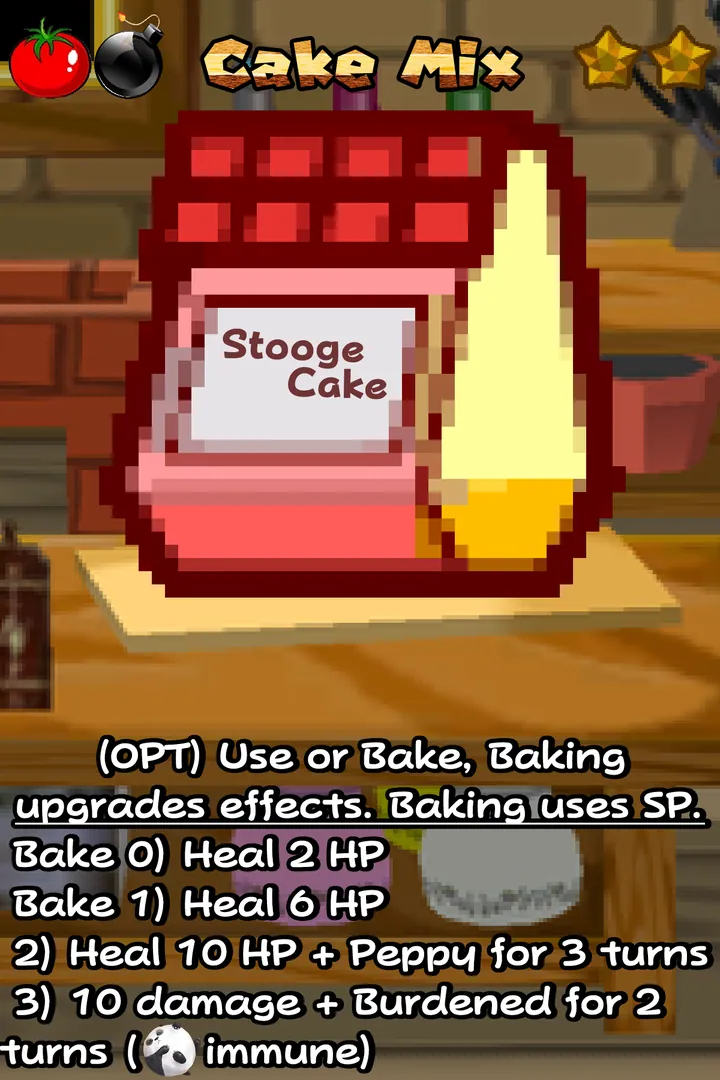 Cake Mix
Stooge
Cake
(OPT) Use or Bake, Baking
upgrades effects. Baking uses SP.
Bake 0) Heal 2 HP
Bake 1) Heal 6 HP
2) Heal 10 HP + Peppy for 3 turns
3) 10 damage + Burdened for 2
turns ( immune)